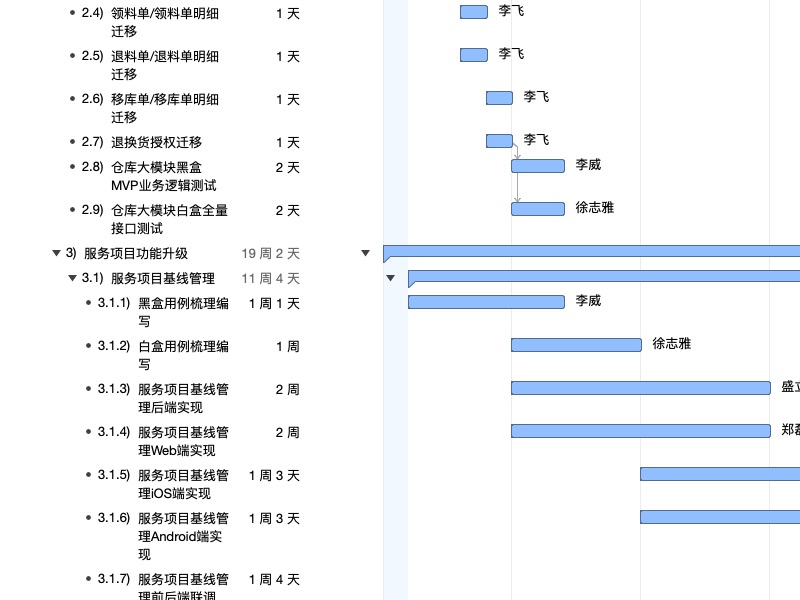 2.4) 领料单/领料单明细 1 天 李飞
迁移
2.5) 退料单/退料单明细 1 天 李飞
迁移
2.6) 移库单/移库单明细 1 天 李飞
迁移
2.7) 退换货授权迁移 1 天 李飞
2.8) 仓库大模块黑盒 2 天 李威
MVP业务逻辑测试
2.9) 仓库大模块白盒全量 2 天 徐志雅
接口测试
3) 服务项目功能升级 19 周 2 天
3.1) 服务项目基线管理 11 周 4 天
3.1.1) 黑盒用例梳理编 1 周 1 天 李威
写
3.1.2) 白盒用例梳理编 1 周 徐志雅
写
3.1.3) 服务项目基线管 2 周 盛
理后端实现
3.1.4) 服务项目基线管 2 周 郑
理Web端实现
3.1.5) 服务项目基线管 1 周 3 天
理iOS端实现
3.1.6) 服务项目基线管 1 周 3 天
理Android端实
现
3.1.7) 服务项目基线管 1 周 4 天
理前后端联调